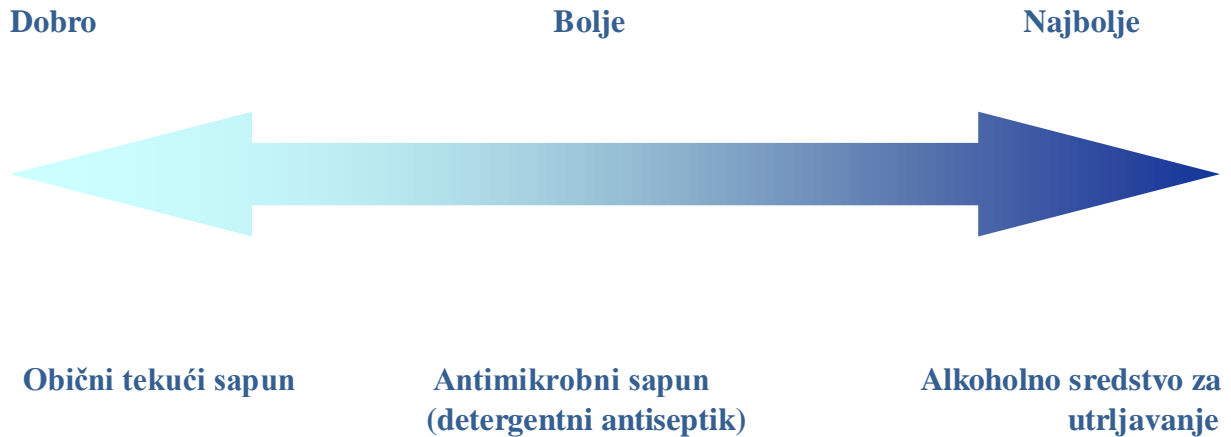 Dobro Bolje Najbolje
Obični tekući sapun Antimikrobni sapun Alkoholno sredstvo za
(detergentni antiseptik) utrljavanje